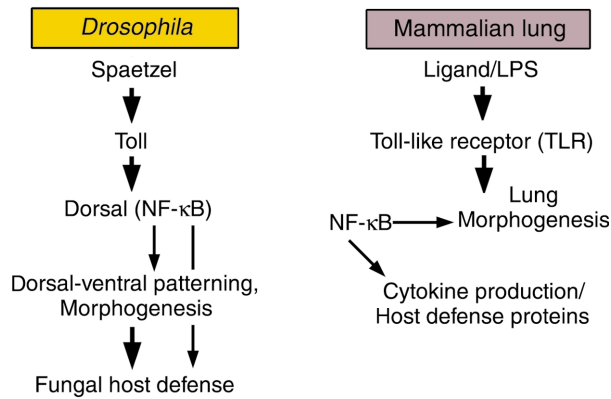 Drosophila
Spaetzel
Toll
Dorsal (NF-κB)
Dorsal-ventral patterning,
Morphogenesis
Fungal host defense
Mammalian lung
Ligand/LPS
Toll-like receptor (TLR)
Lung
Morphogenesis
NF-κB
Cytokine production/
Host defense proteins